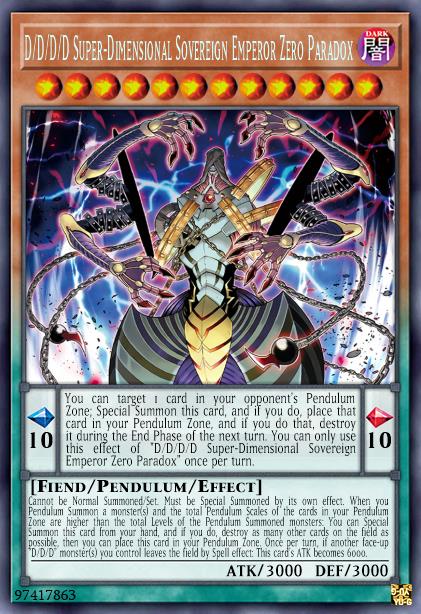 D/D/D/D Super-Dimensional Sovereign Emperor Zero Paradox
DARK
闇
You can target 1 card in your opponent's Pendulum
Zone; Special Summon this card, and if you do, place that
card in your Pendulum Zone, and if you do that, destroy
it during the End Phase of the next turn. You can only use
this effect of "D/D/D/D Super-Dimensional Sovereign
Emperor Zero Paradox" once per turn.
10
10
[Fiend/Pendulum/Effect]
Cannot be Normal Summoned/Set. Must be Special Summoned by its own effect. When you
Pendulum Summon a monster(s) and the total Pendulum Scales of the cards in your Pendulum
Zone are higher than the total Levels of the Pendulum Summoned monsters: You can Special
Summon this card from your hand, and if you do, destroy as many other cards on the field as
possible, then you can place this card in your Pendulum Zone. Once per turn, if another face-up
"D/D/D" monster(s) you control leaves the field by Spell effect: This card's ATK becomes 6000.
ATK/3000 DEF/3000
97417863